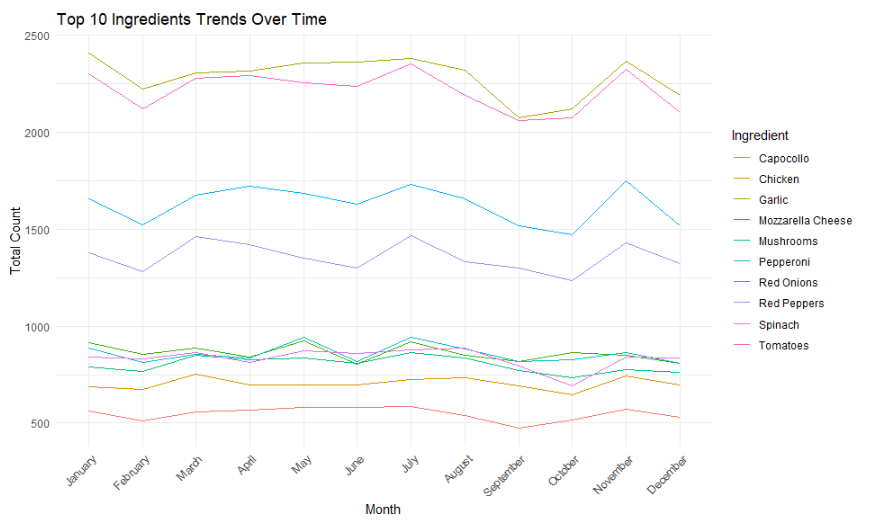 Top 10 Ingredients Trends Over Time
2500
2000
1500
1000
500
Total Count
January
February
March
April
May
June
July
August
September
October
November
December
Month
Ingredient
Capocollo
Chicken
Garlic
Mozzarella Cheese
Mushrooms
Pepperoni
Red Onions
Red Peppers
Spinach
Tomatoes